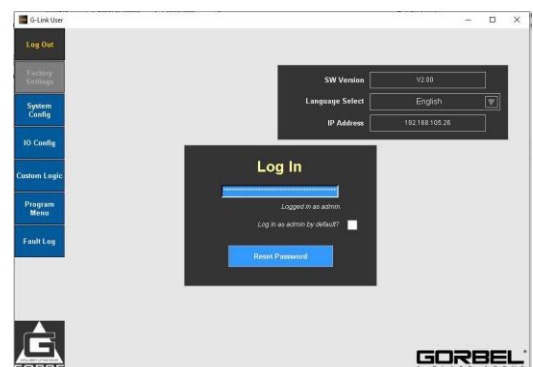 G-Link User
Log Out
Factory
Settings
System
Config
IO Config
Custom Logic
Program
Menu
Fault Log
SW Version
V2.00
Language Select
English
IP Address
192.168.105.26
Log In
Logged in as admin.
Log in as admin by default?
Reset Password
GORBEL